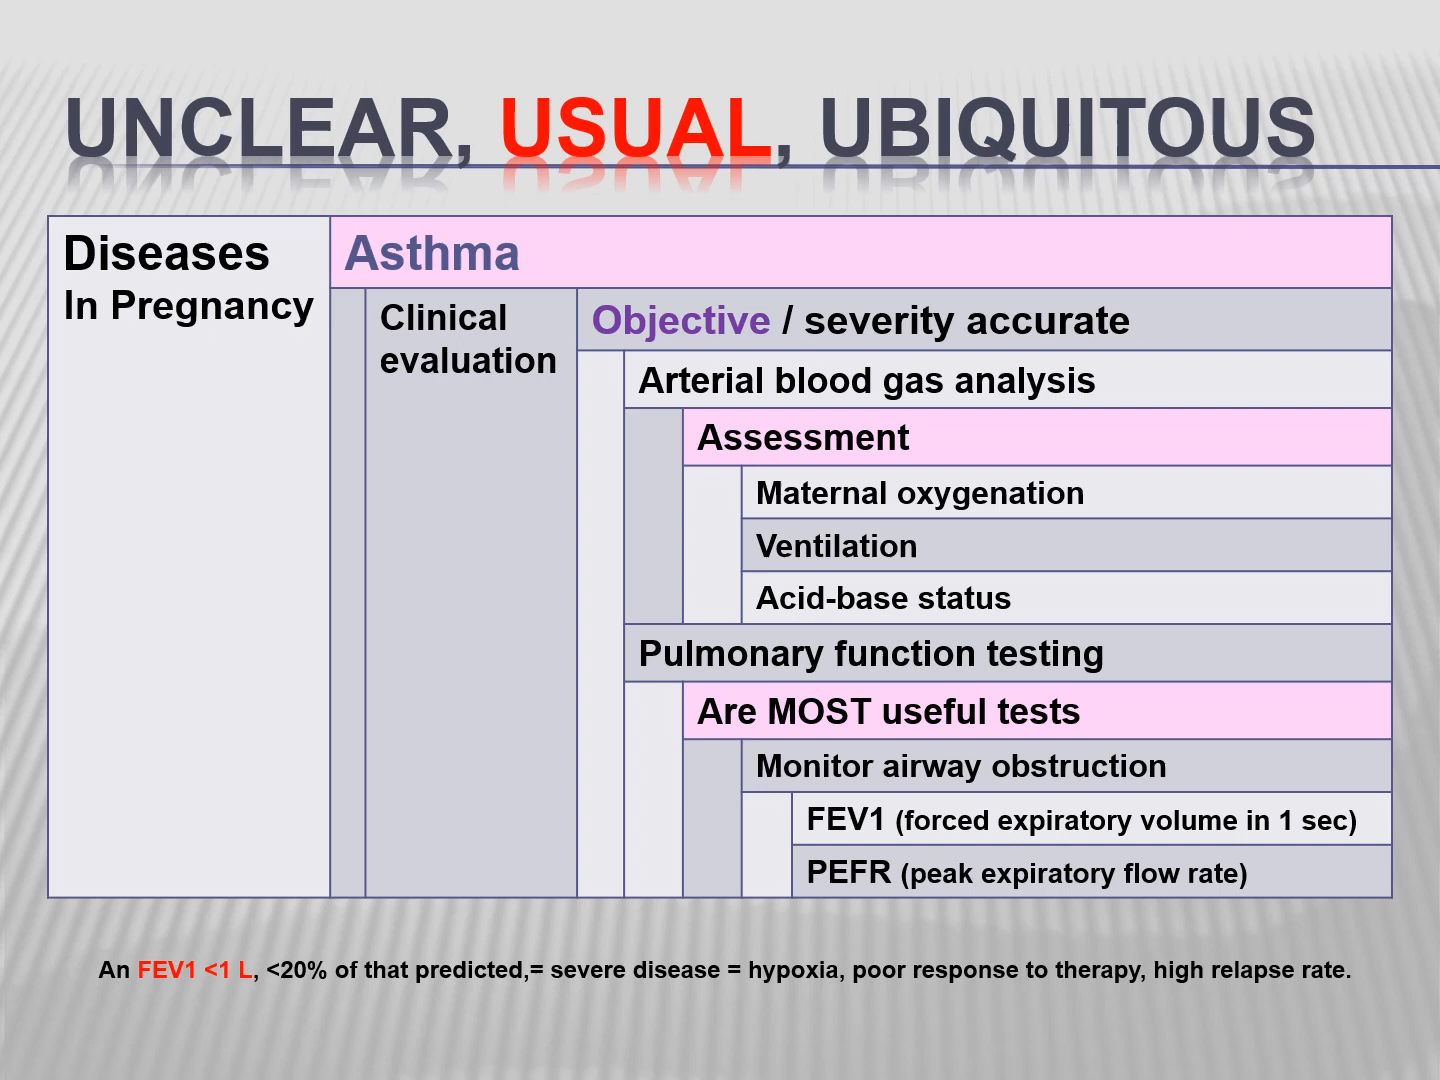 UNCLEAR, USUAL, UBIQUITOUS
Diseases
In Pregnancy
Asthma
Clinical
evaluation
Objective / severity accurate
Arterial blood gas analysis
Assessment
Maternal oxygenation
Ventilation
Acid-base status
Pulmonary function testing
Are MOST useful tests
Monitor airway obstruction
FEV1 (forced expiratory volume in 1 sec)
PEFR (peak expiratory flow rate)
An FEV1 <1 L, <20% of that predicted,= severe disease = hypoxia, poor response to therapy, high relapse rate.